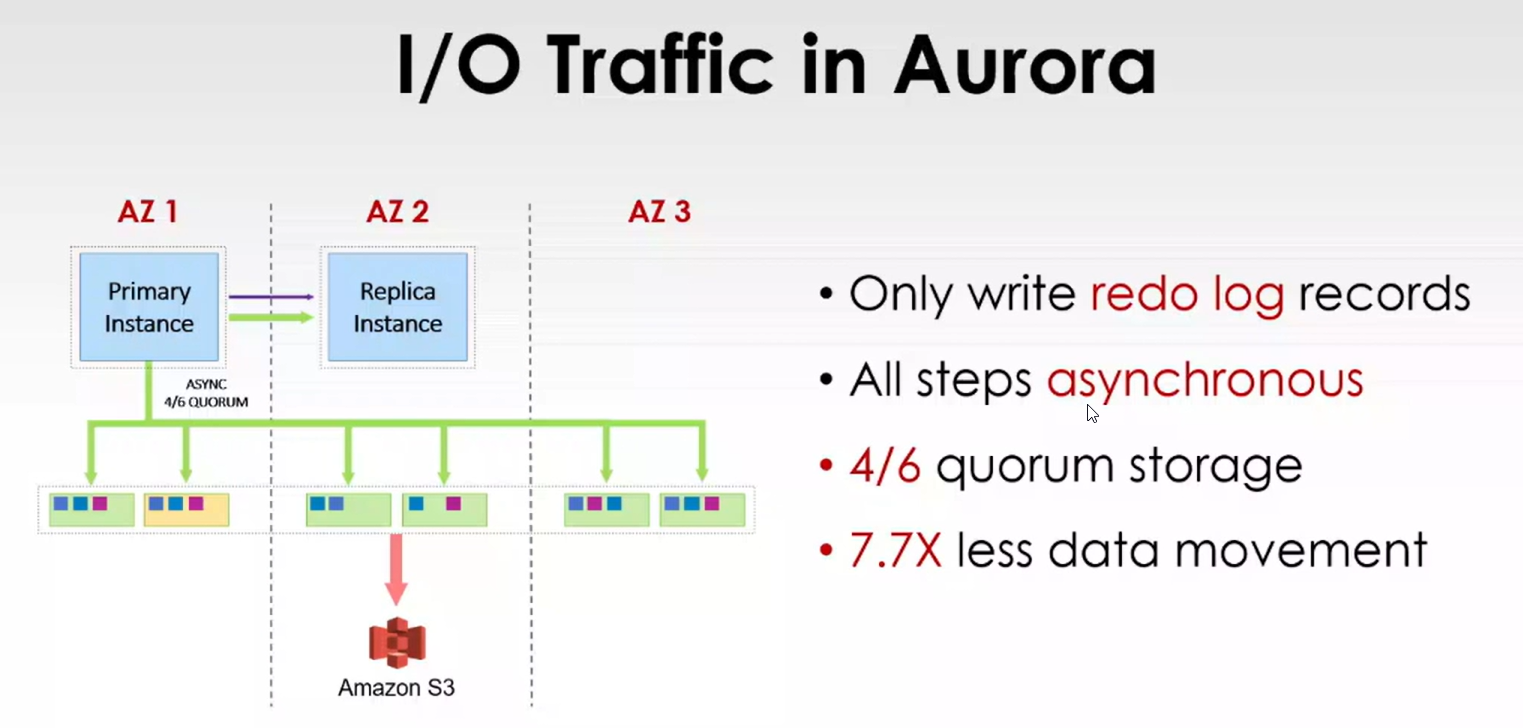 I/O Traffic in Aurora
AZ 1
AZ 2
AZ 3
Primary
Instance
Replica
Instance
ASYNC
4/6 QUORUM
Amazon S3
• Only write redo log records
• All steps asynchronous
• 4/6 quorum storage
• 7.7X less data movement